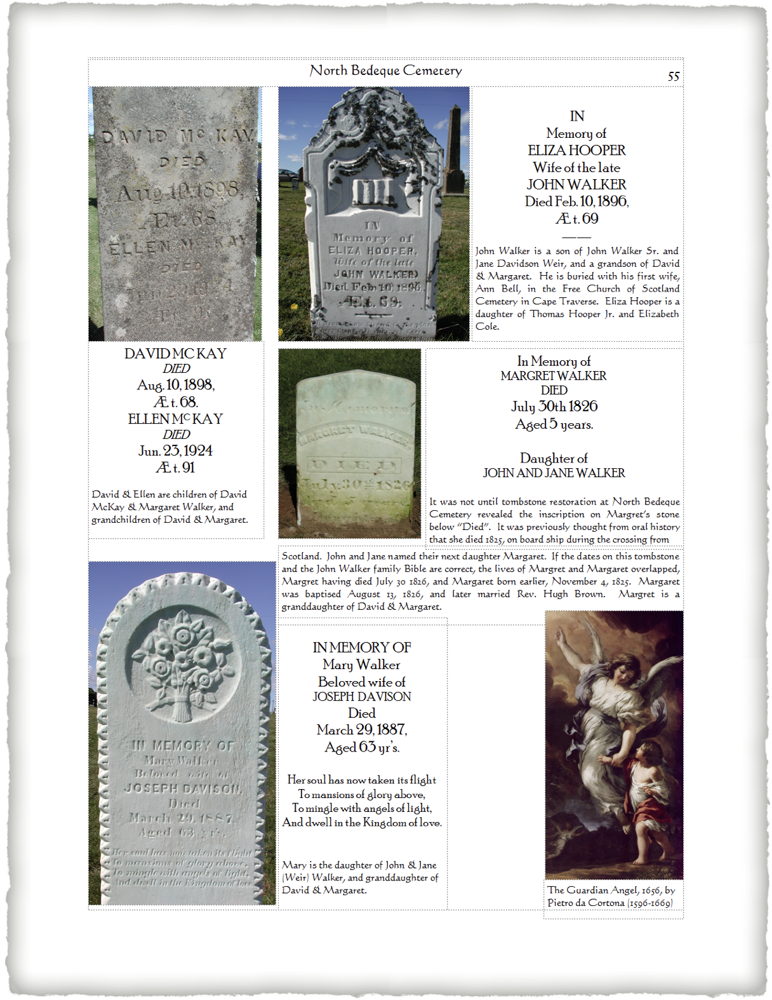 North Bedeque Cemetery
55
DAVID Mc KAY.
DIED
Aug. 10, 1898,
Æt. 68
ELLEN Mc KAY
DIED
IN
Memory of
ELIZA HOOPER,
Wife of the late
JOHN WALKER
Died Feb. 10, 1896,
Æt. 69.
IN
Memory of
ELIZA HOOPER
Wife of the late
JOHN WALKER
Died Feb. 10, 1896,
Æ t. 69
John Walker is a son of John Walker Sr. and
Jane Davidson Weir, and a grandson of David
& Margaret. He is buried with his first wife,
Ann Bell, in the Free Church of Scotland
Cemetery in Cape Traverse. Eliza Hooper is a
daughter of Thomas Hooper Jr. and Elizabeth
Cole.
DAVID MC KAY
DIED
Aug. 10, 1898,
Æ t. 68.
ELLEN Mc KAY
DIED
Jun. 23, 1924
Æ t. 91
David & Ellen are children of David
McKay & Margaret Walker, and
grandchildren of David & Margaret.
In Memory of
MARGRET WALKER
DIED
July 30th 1826
In Memory of
MARGRET WALKER
DIED
July 30th 1826
Aged 5 years.
Daughter of
JOHN AND JANE WALKER
It was not until tombstone restoration at North Bedeque
Cemetery revealed the inscription on Margret's stone
below "Died". It was previously thought from oral history
that she died 1825, on board ship during the crossing from
Scotland. John and Jane named their next daughter Margaret. If the dates on this tombstone
and the John Walker family Bible are correct, the lives of Margret and Margaret overlapped,
Margret having died July 30 1826, and Margaret born earlier, November 4, 1825. Margaret
was baptised August 13, 1826, and later married Rev. Hugh Brown. Margret is a
granddaughter of David & Margaret.
IN MEMORY OF
Mary Walker
Beloved wife of
JOSEPH DAVISON,
Died
March 29, 1887,
Aged 63 yr's.
Her soul has now taken its flight
To mansions of glory above,
To mingle with angels of light,
And dwell in the Kingdom of love
IN MEMORY OF
Mary Walker
Beloved wife of
JOSEPH DAVISON
Died
March 29, 1887,
Aged 63 yr's.
Her soul has now taken its flight
To mansions of glory above,
To mingle with angels of light,
And dwell in the Kingdom of love.
Mary is the daughter of John & Jane
(Weir) Walker, and granddaughter of
David & Margaret.
The Guardian Angel, 1656, by
Pietro da Cortona (1596-1669)